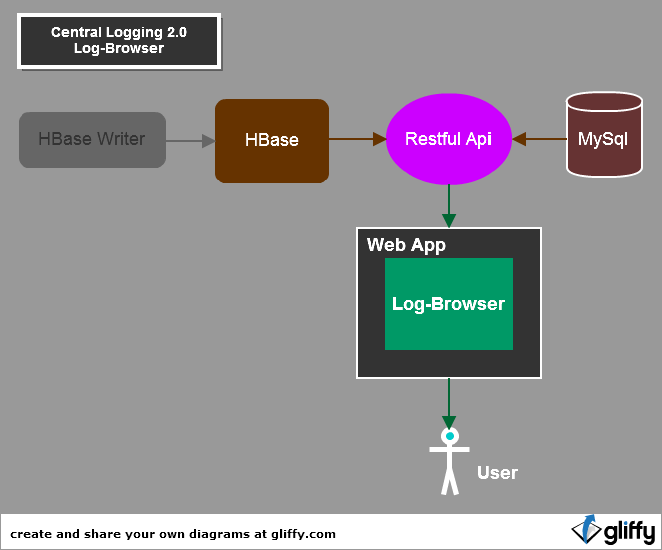 Central Logging 2.0
Log-Browser
HBase Writer
HBase
Restful Api
MySql
Web App
Log-Browser
User
create and share your own diagrams at gliffy.com
gliffy